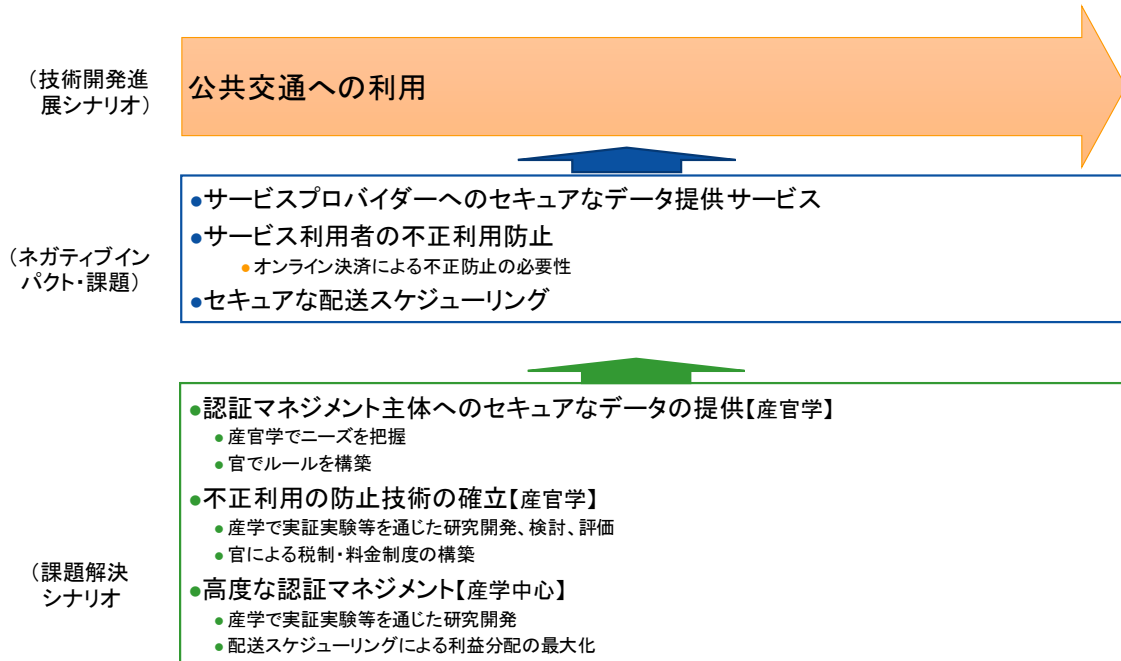 （技術開発進
展シナリオ）
公共交通への利用
（ネガティブイン
パクト・課題）
●サービスプロバイダーへのセキュアなデータ提供サービス
●サービス利用者の不正利用防止
●オンライン決済による不正防止の必要性
●セキュアな配送スケジューリング
（課題解決
シナリオ
●認証マネジメント主体へのセキュアなデータの提供【産官学】
●産官学でニーズを把握
●官でルールを構築
●不正利用の防止技術の確立【産官学】
●産学で実証実験等を通じた研究開発、検討、評価
●官による税制・料金制度の構築
●高度な認証マネジメント【産学中心】
●産学で実証実験等を通じた研究開発
●配送スケジューリングによる利益分配の最大化